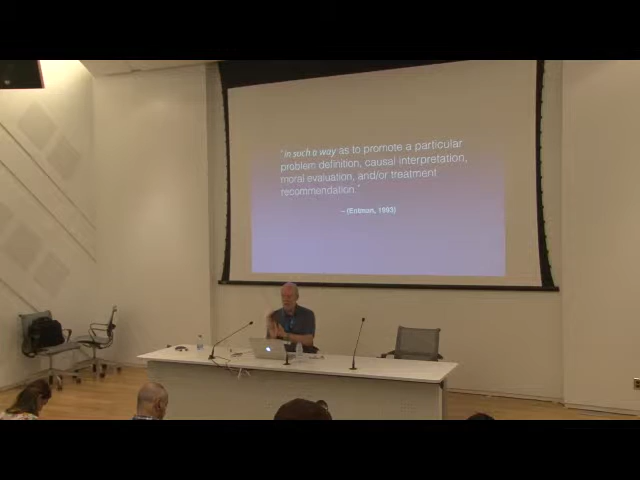 "in such a way as to promote a particular
problem definition, causal interpretation,
moral evaluation, and/or treatment
recommendation."
– (Entman, 1993)